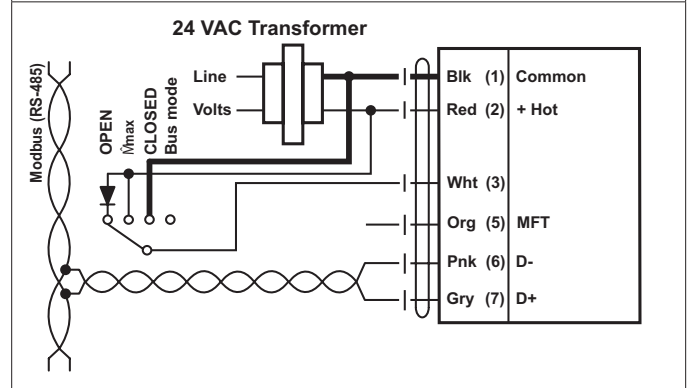 24 VAC Transformer
Line
Volts
Modbus (RS-485)
OPEN
V̇max
CLOSED
Bus mode
Blk (1) Common
Red (2) + Hot
Wht (3)
Org (5) MFT
Pnk (6) D-
Gry (7) D+